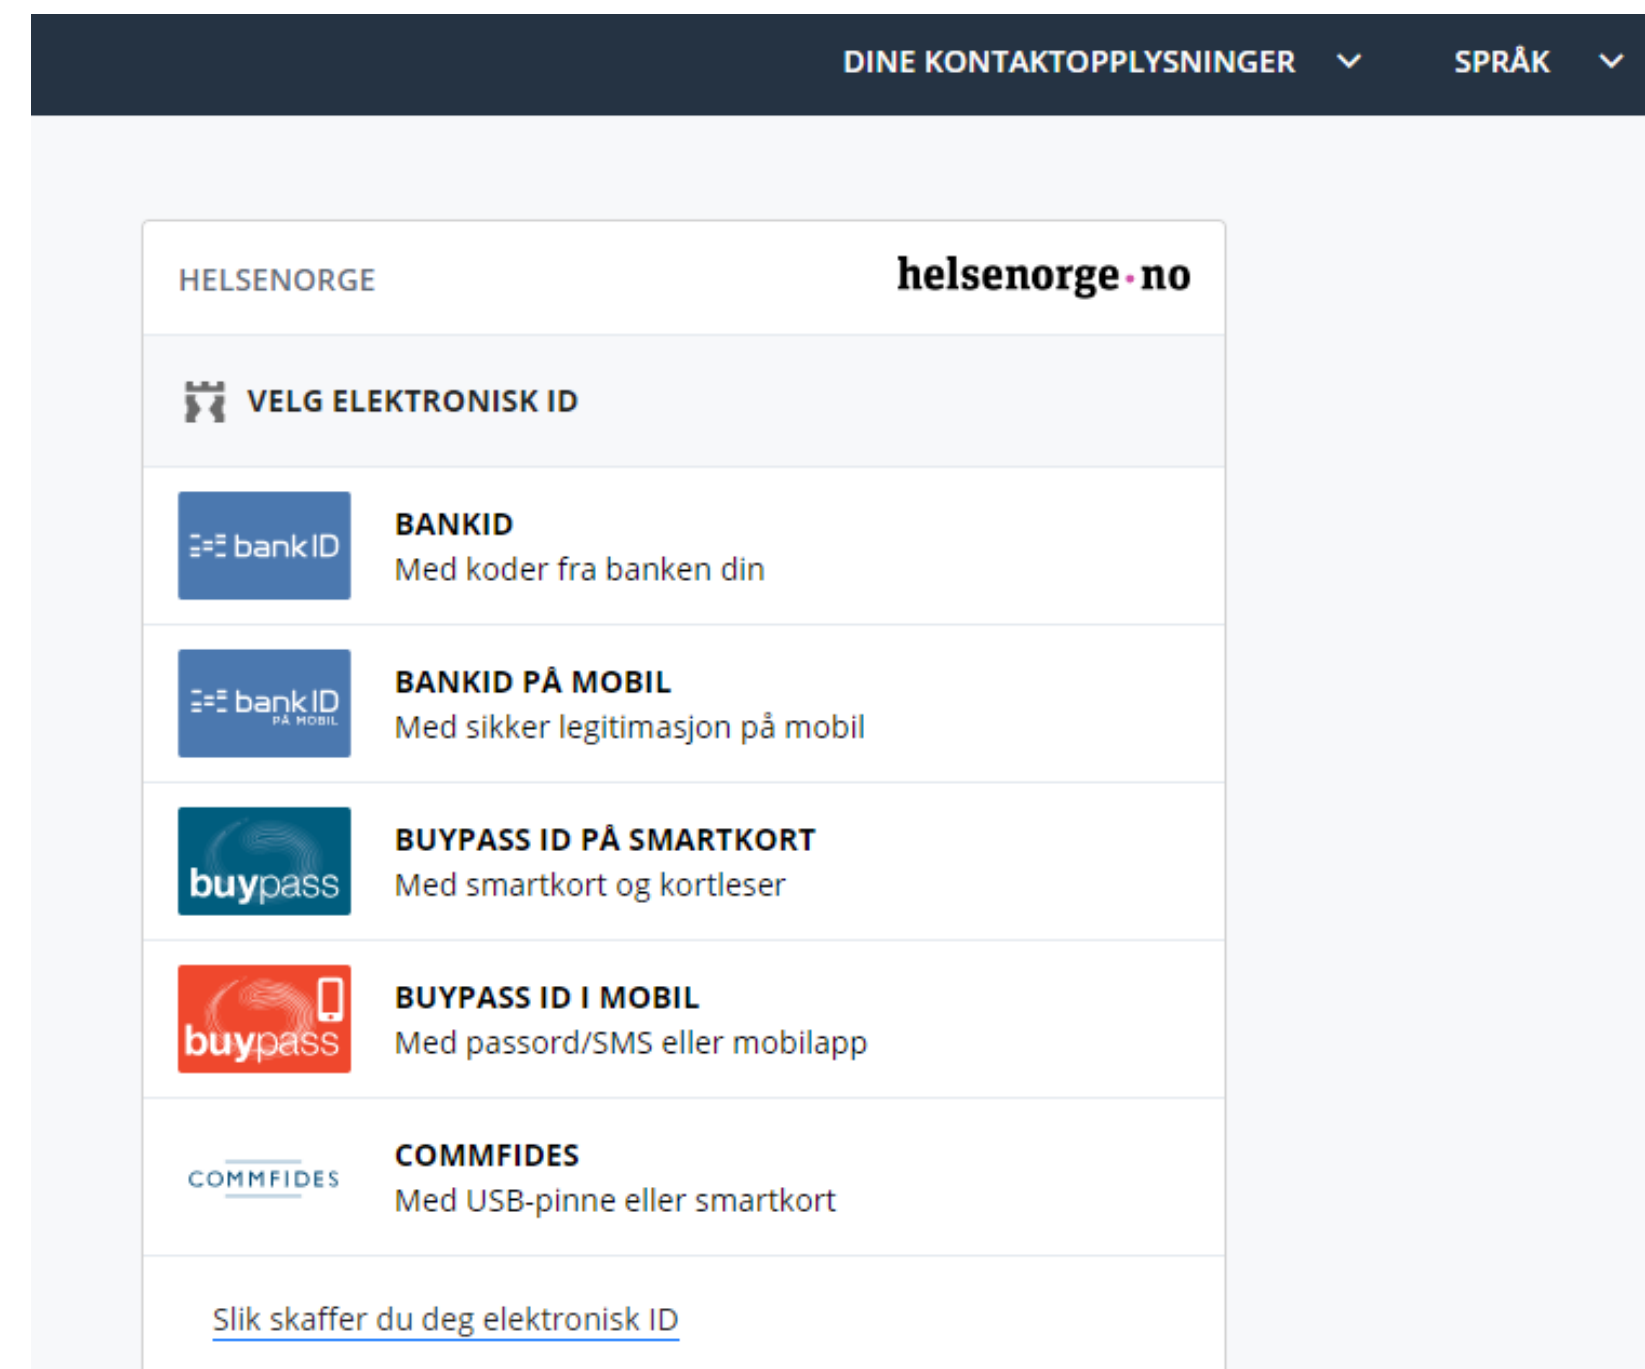 DINE KONTAKTOPPLYSNINGER SPRÅK
HELSENORGE helsenorge·no
VELG ELEKTRONISK ID
bankID
BANKID
Med koder fra banken din
bankID
PÅ MOBIL
BANKID PÅ MOBIL
Med sikker legitimasjon på mobil
buypass
BUYPASS ID PÅ SMARTKORT
Med smartkort og kortleser
buypass
BUYPASS ID I MOBIL
Med passord/SMS eller mobilapp
COMMFIDES
COMMFIDES
Med USB-pinne eller smartkort
Slik skaffer du deg elektronisk ID